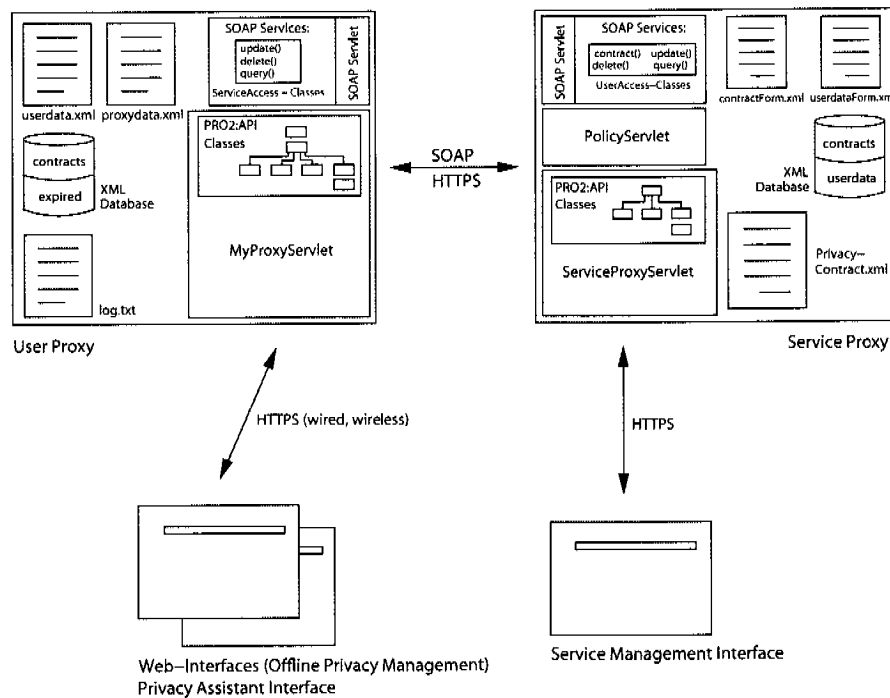 SOAP Services:
update()
delete()
query()
ServiceAccess – Classes
SOAP Servlet
userdata.xml
proxydata.xml
PRO2:API
Classes
contracts
expired
XML
Database
MyProxyServlet
log.txt
User Proxy
SOAP
HTTPS
SOAP Servlet
SOAP Services:
contract() update()
delete() query()
UserAccess–Classes
contractForm.xml
userdataForm.xm
PolicyServlet
contracts
userdata
XML
Database
PRO2:API
Classes
ServiceProxyServlet
Privacy–
Contract.xml
Service Proxy
HTTPS (wired, wireless)
HTTPS
Web–Interfaces (Offline Privacy Management)
Privacy Assistant Interface
Service Management Interface